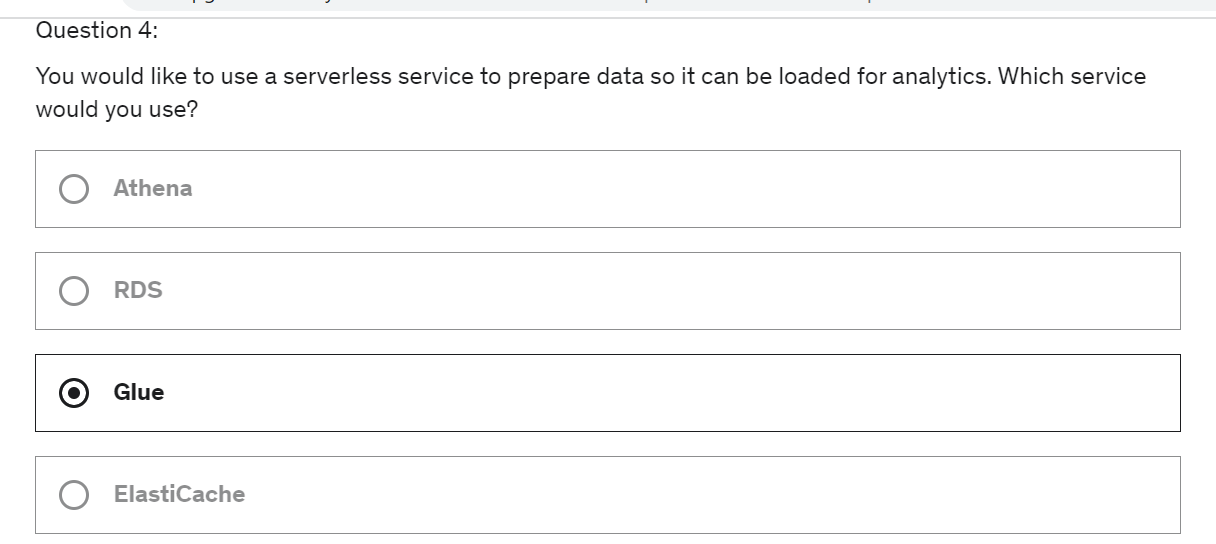 Question 4:
You would like to use a serverless service to prepare data so it can be loaded for analytics. Which service
would you use?
Athena
RDS
Glue
ElastiCache